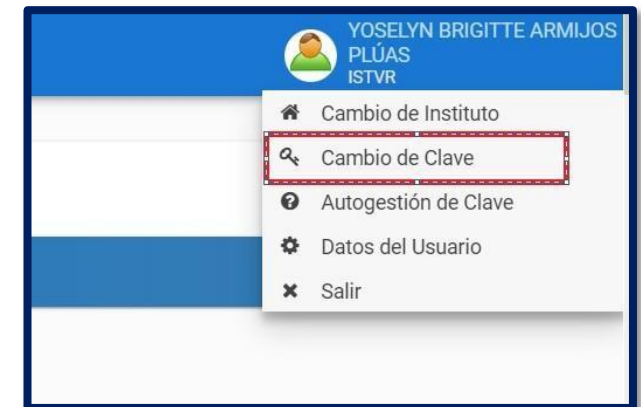 YOSELYN BRIGITTE ARMIJOS
PLÚAS
ISTVR
Cambio de Instituto
Cambio de Clave
Autogestión de Clave
Datos del Usuario
Salir